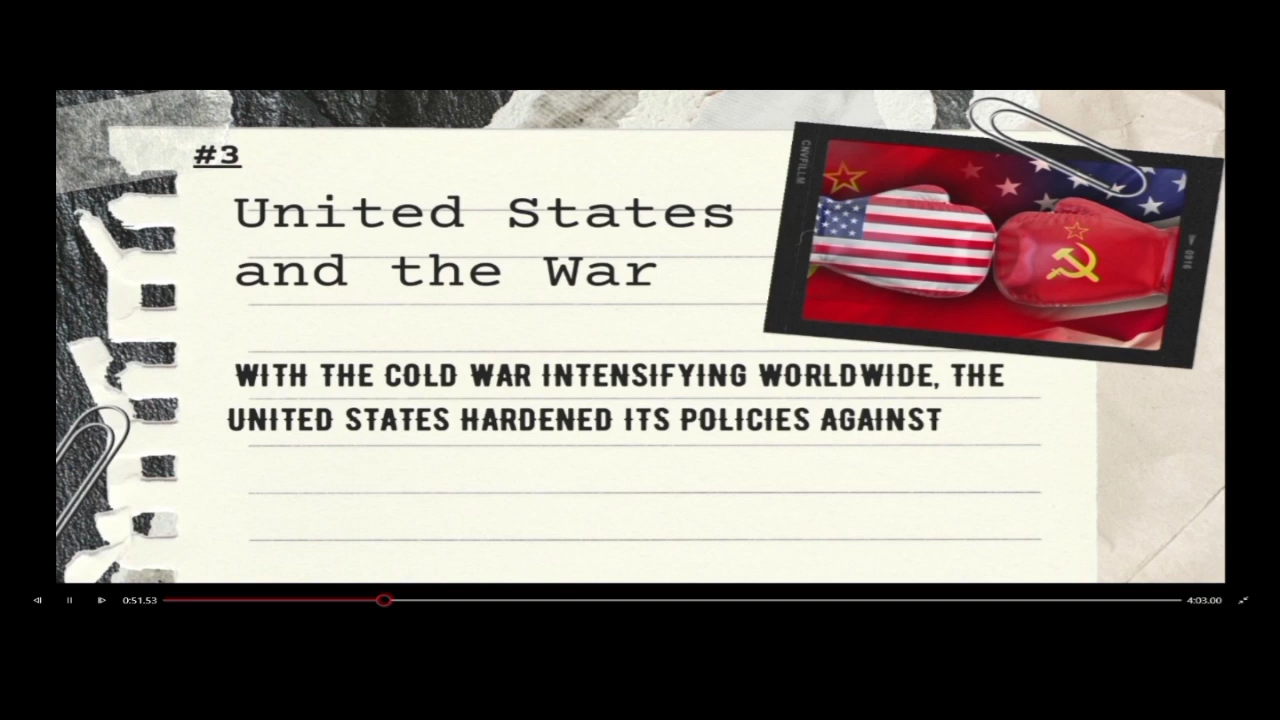 #3
United States
and the War
WITH THE COLD WAR INTENSIFYING WORLDWIDE, THE
UNITED STATES HARDENED ITS POLICIES AGAINST
CNVFILLM
0:51.53
4:03.00